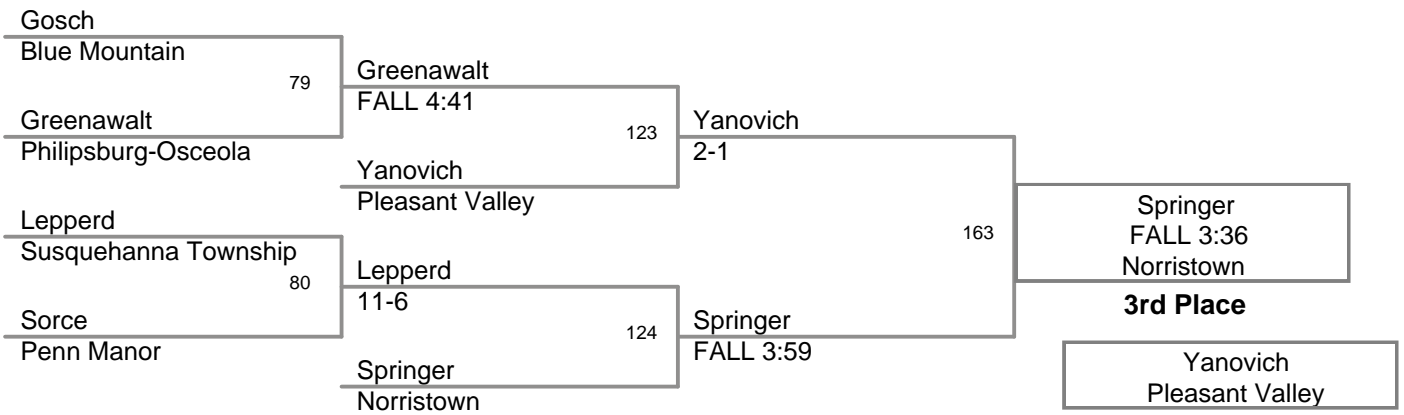 Gosch
Blue Mountain
79
Greenawalt
Philipsburg-Osceola
Lepperd
Susquehanna Township
80
Sorce
Penn Manor
Greenawalt
FALL 4:41
123
Yanovich
Pleasant Valley
Lepperd
11-6
124
Springer
Norristown
Yanovich
2-1
163
Springer
FALL 3:59
Springer
FALL 3:36
Norristown
3rd Place
Yanovich
Pleasant Valley